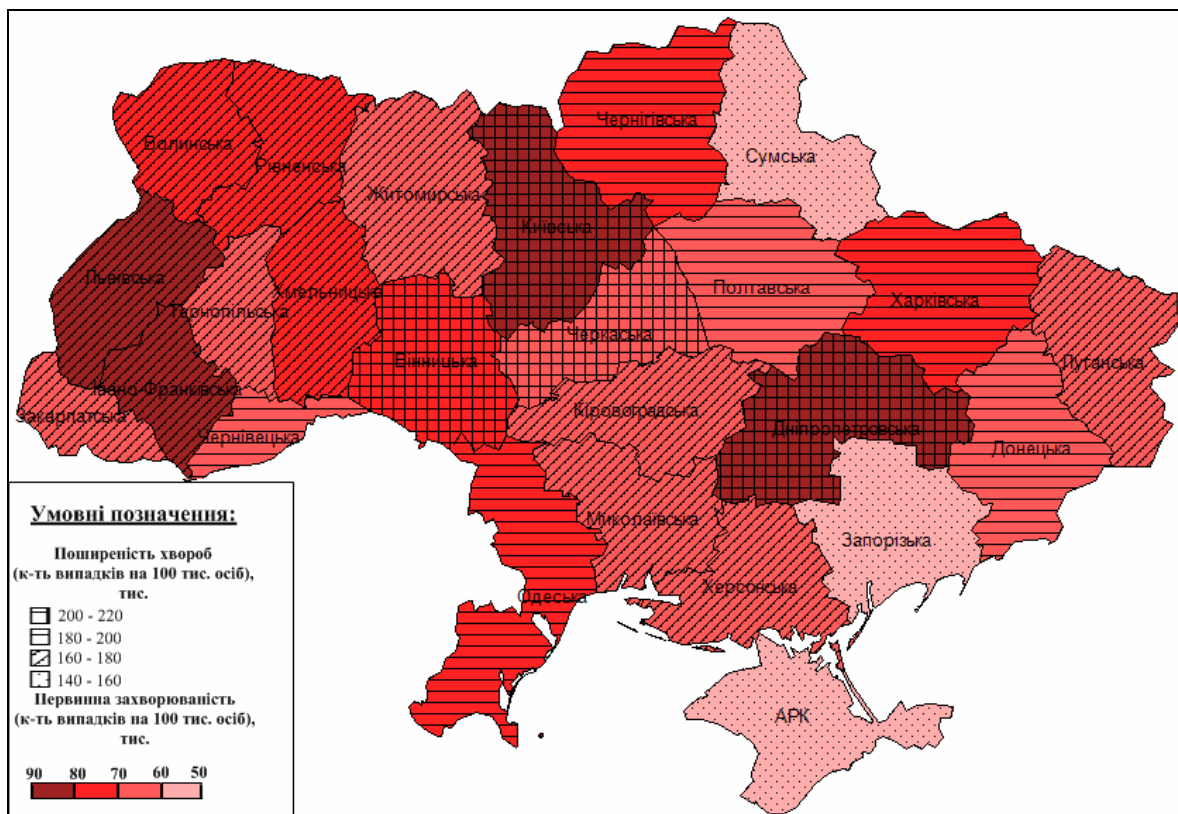 Чернігівська
Волинська
Рівненська
Сумська
Житомирська
Київська
Львівська
Тернопільська
Хмельницька
Полтавська
Харківська
Черкаська
Вінницька
Луганська
Івано-Франківська
Закарпатська
Чернівецька
Кіровоградська
Дніпропетровська
Донецька
Миколаївська
Запорізька
Херсонська
Одеська
АРК
Умовні позначення:
Поширеність хвороб
(к-ть випадків на 100 тис. осіб),
тис.
200 - 220
180 - 200
160 - 180
140 - 160
Первинна захворюваність
(к-ть випадків на 100 тис. осіб),
тис.
90 80 70 60 50